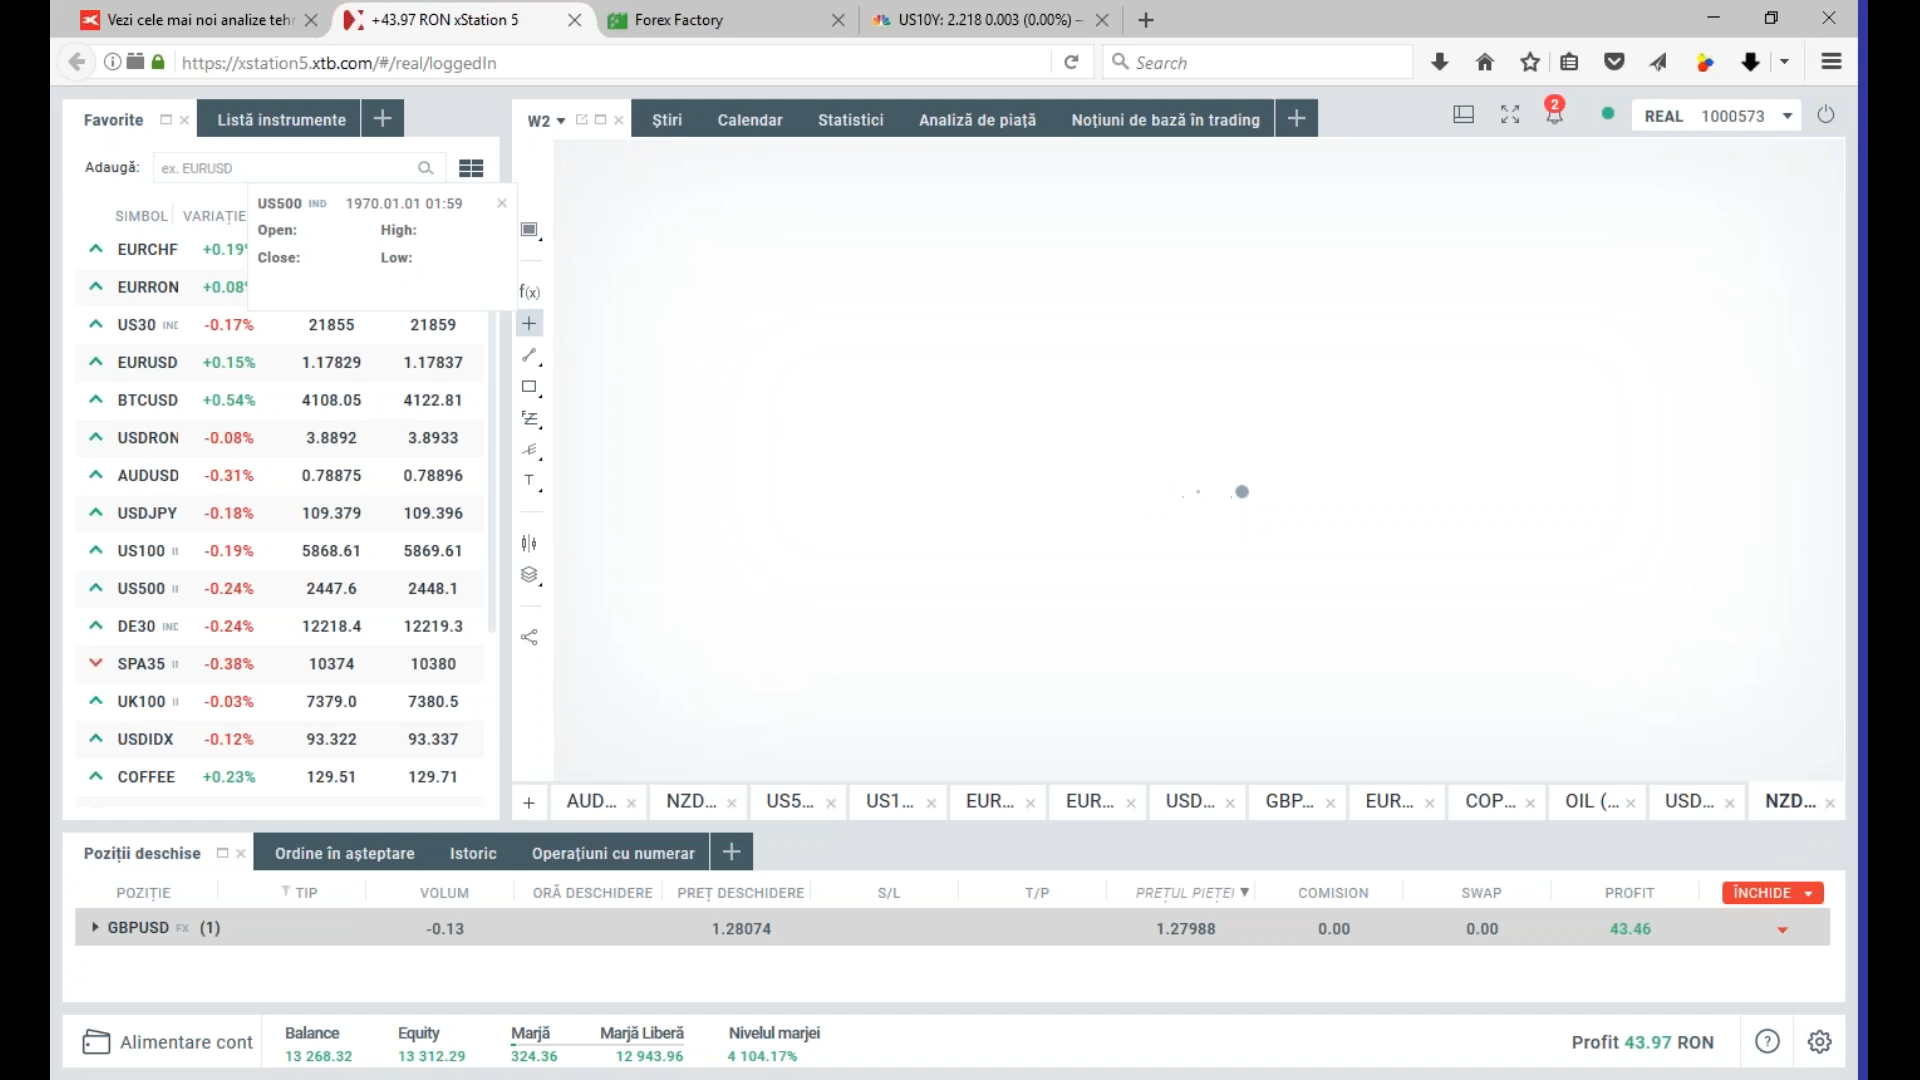 Vezi cele mai noi analize tehn
+43.97 RON xStation 5
Forex Factory
US10Y: 2.218 0.003 (0.00%) –
https://xstation5.xtb.com/#/real/loggedIn
Search
Favorite
Listă instrumente
W2
Știri
Calendar
Statistici
Analiză de piață
Noțiuni de bază în trading
2
REAL 1000573
Adaugă: ex. EURUSD
US500 IND 1970.01.01 01:59
Open: High:
Close: Low:
SIMBOL VARIAȚIE
EURCHF +0.19
EURRON +0.08
US30 IND -0.17% 21855 21859
EURUSD +0.15% 1.17829 1.17837
BTCUSD +0.54% 4108.05 4122.81
USDRON -0.08% 3.8892 3.8933
AUDUSD -0.31% 0.78875 0.78896
USDJPY -0.18% 109.379 109.396
US100 -0.19% 5868.61 5869.61
US500 -0.24% 2447.6 2448.1
DE30 IND -0.24% 12218.4 12219.3
SPA35 -0.38% 10374 10380
UK100 -0.03% 7379.0 7380.5
USDIDX -0.12% 93.322 93.337
COFFEE +0.23% 129.51 129.71
f(x)
T
AUD... NZD... US5... US1... EUR... EUR... USD... GBP... EUR... COP... OIL (... USD... NZD...
Poziții deschise
Ordine în așteptare
Istoric
Operațiuni cu numerar
POZIȚIE TIP VOLUM ORĂ DESCHIDERE PREȚ DESCHIDERE S/L T/P PREȚUL PIEȚEI COMISION SWAP PROFIT ÎNCHIDE
GBPUSD FX (1) -0.13 1.28074 1.27988 0.00 0.00 43.46
Alimentare cont
Balance Equity Marjă Marjă Liberă Nivelul marjei
13 268.32 13 312.29 324.36 12 943.96 4 104.17%
Profit 43.97 RON
?